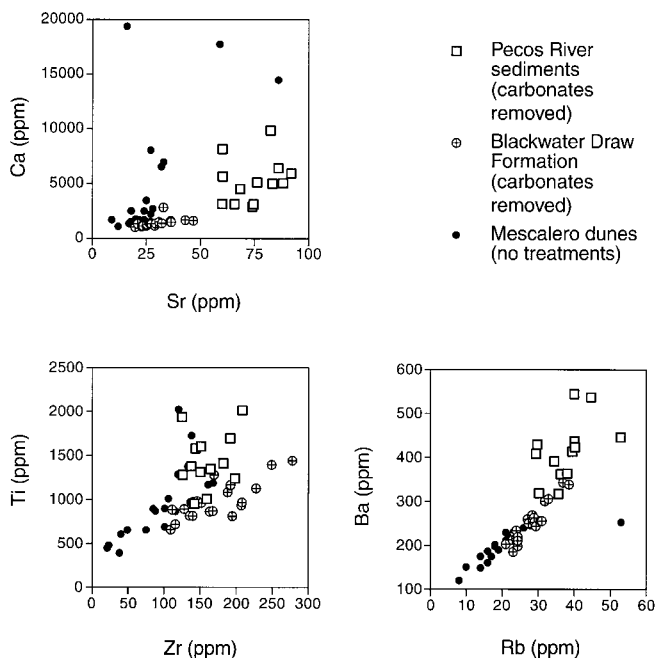 20000
15000
10000
5000
0
Ca (ppm)
0 25 50 75 100
Sr (ppm)
Pecos River
sediments
(carbonates
removed)
Blackwater Draw
Formation
(carbonates
removed)
Mescalero dunes
(no treatments)
2500
2000
1500
1000
500
0
Ti (ppm)
0 50 100 150 200 250 300
Zr (ppm)
600
500
400
300
200
100
Ba (ppm)
0 10 20 30 40 50 60
Rb (ppm)